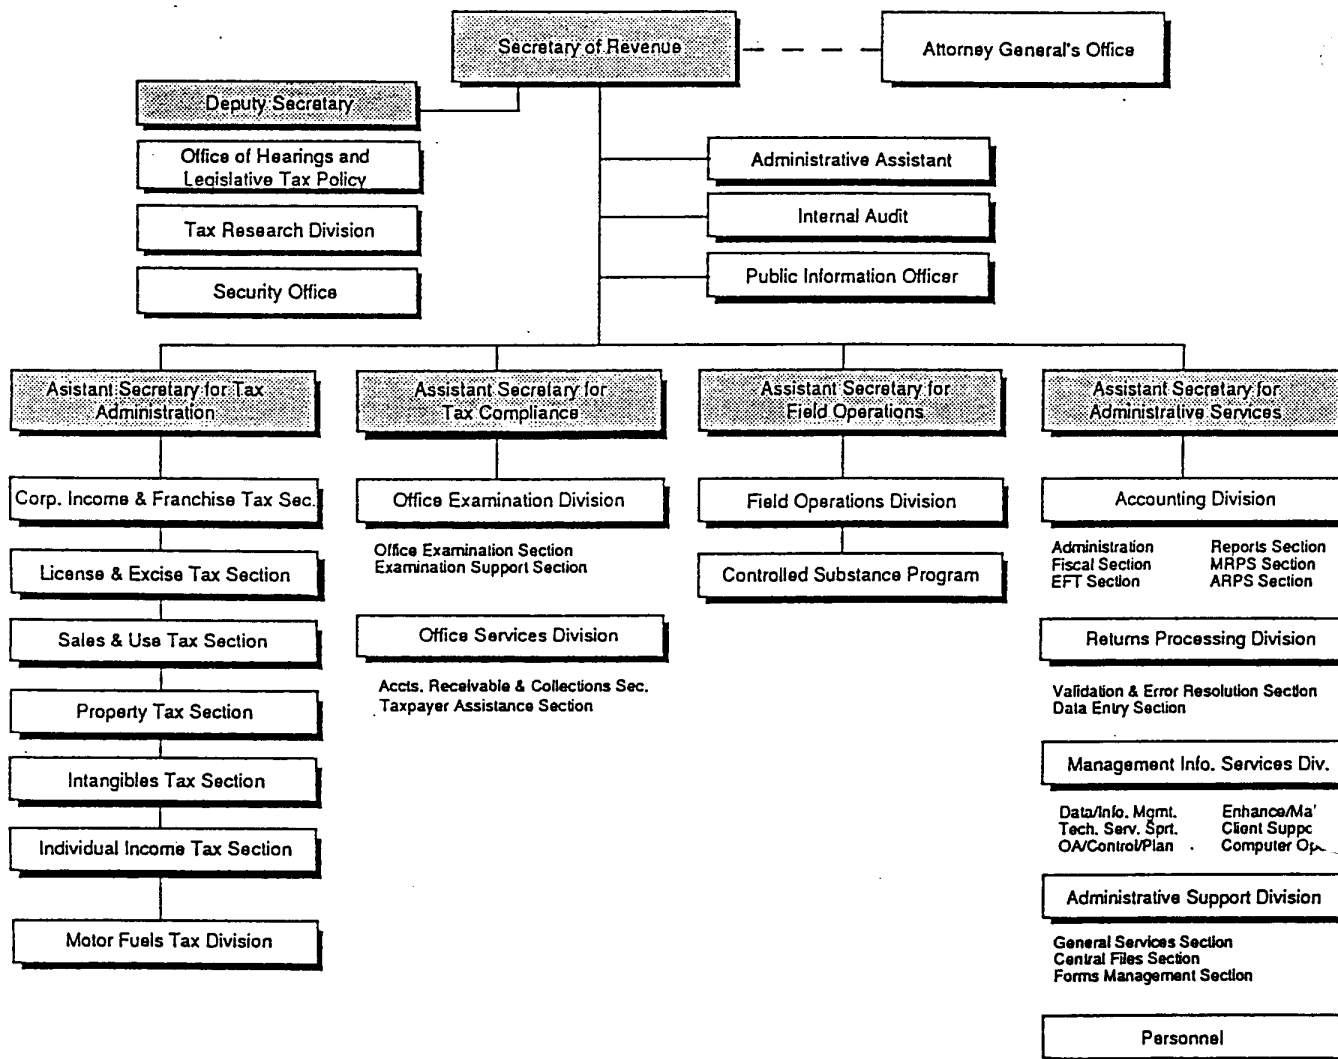 Secretary of Revenue
Attorney General's Office
Deputy Secretary
Office of Hearings and
Legislative Tax Policy
Tax Research Division
Security Office
Administrative Assistant
Internal Audit
Public Information Officer
Asistant Secretary for Tax
Administration
Corp. Income & Franchise Tax Sec.
License & Excise Tax Section
Sales & Use Tax Section
Property Tax Section
Intangibles Tax Section
Individual Income Tax Section
Motor Fuels Tax Division
Assistant Secretary for
Tax Compliance
Office Examination Division
Office Examination Section
Examination Support Section
Office Services Division
Accts. Receivable & Collections Sec.
Taxpayer Assistance Section
Assistant Secretary for
Field Operations
Field Operations Division
Controlled Substance Program
Assistant Secretary for
Administrative Services
Accounting Division
Administration Reports Section
Fiscal Section MRPS Section
EFT Section ARPS Section
Returns Processing Division
Validation & Error Resolution Section
Data Entry Section
Management Info. Services Div.
Data/Info. Mgmt.
Tech. Serv. Sprt. Client
OA/Control/Plan Computer
Administrative Support Division
General Services Section
Central Files Section
Forms Management Section
Personnel